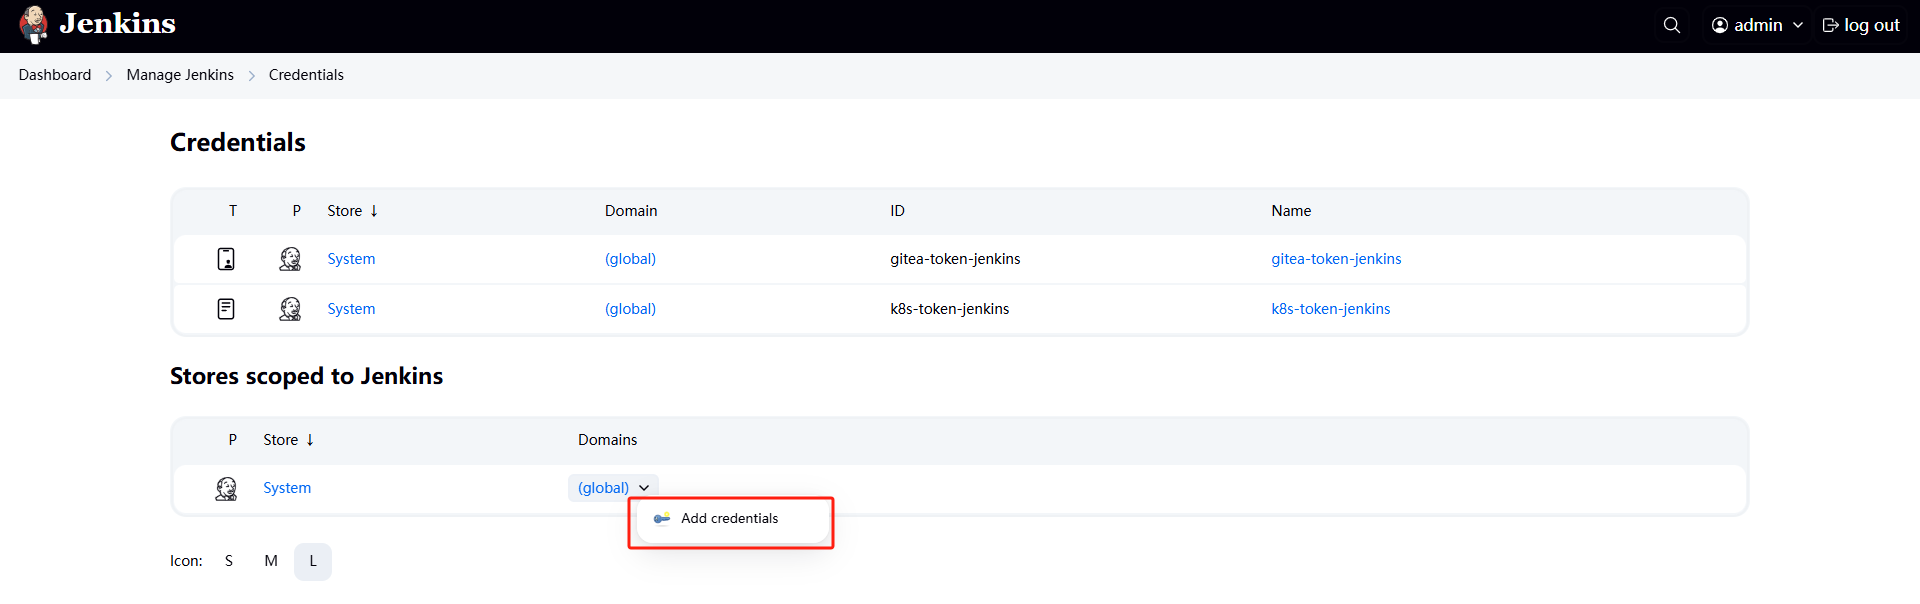 Jenkins
admin
log out
Dashboard > Manage Jenkins > Credentials
Credentials
T P Store ↓ Domain ID Name
System (global) gitea-token-jenkins gitea-token-jenkins
System (global) k8s-token-jenkins k8s-token-jenkins
Stores scoped to Jenkins
P Store ↓ Domains
System (global)
Add credentials
Icon: S M L